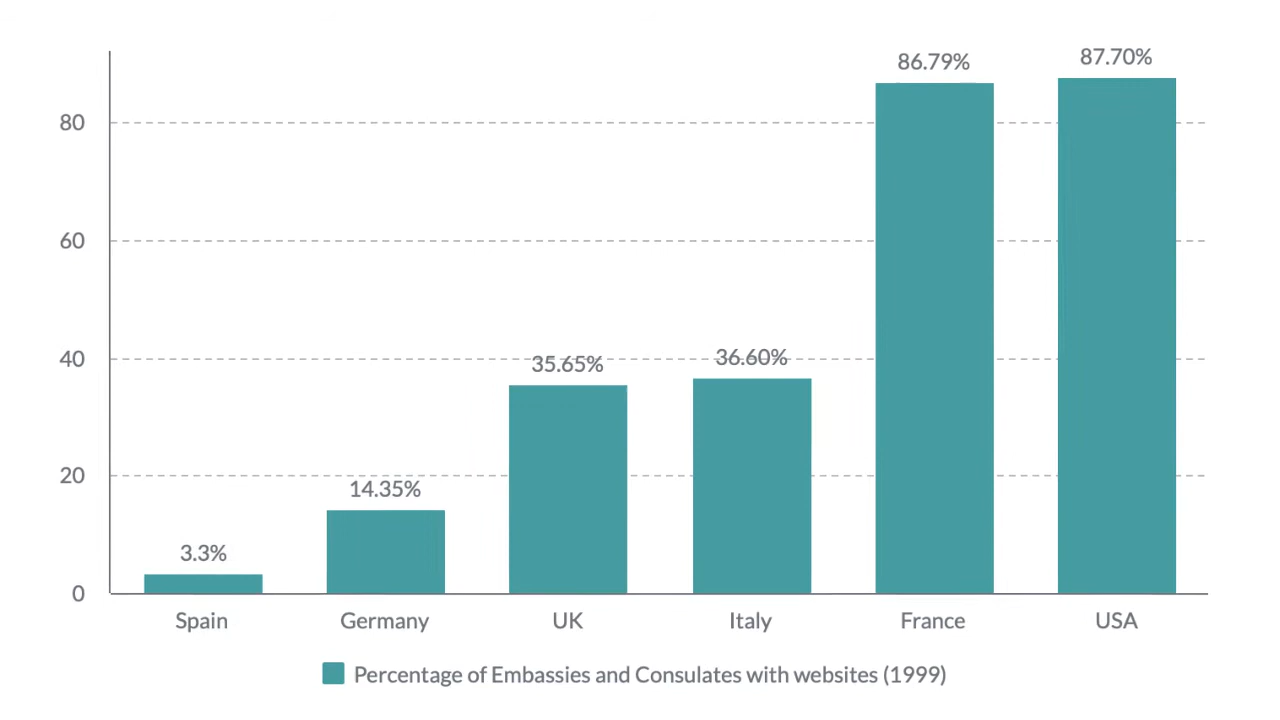 86.79%
87.70%
80
60
40
35.65%
36.60%
20
14.35%
3.3%
0
Spain
Germany
UK
Italy
France
USA
Percentage of Embassies and Consulates with websites (1999)